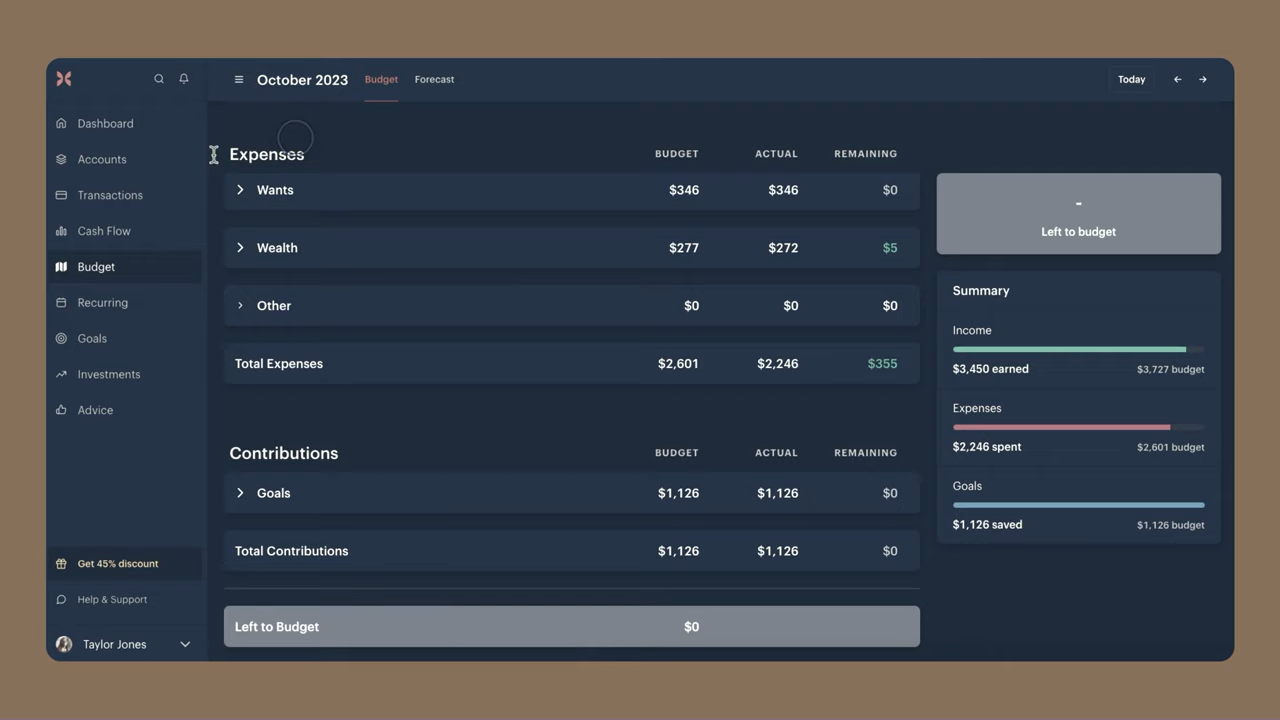 October 2023 Budget Forecast Today
Dashboard
Accounts
Transactions
Cash Flow
Budget
Recurring
Goals
Investments
Advice
Get 45% discount
Help & Support
Taylor Jones
Expenses BUDGET ACTUAL REMAINING
Wants $346 $346 $0
Wealth $277 $272 $5
Other $0 $0 $0
Total Expenses $2,601 $2,246 $355
Contributions BUDGET ACTUAL REMAINING
Goals $1,126 $1,126 $0
Total Contributions $1,126 $1,126 $0
Left to Budget $0
-
Left to budget
Summary
Income
$3,450 earned $3,727 budget
Expenses
$2,246 spent $2,601 budget
Goals
$1,126 saved $1,126 budget